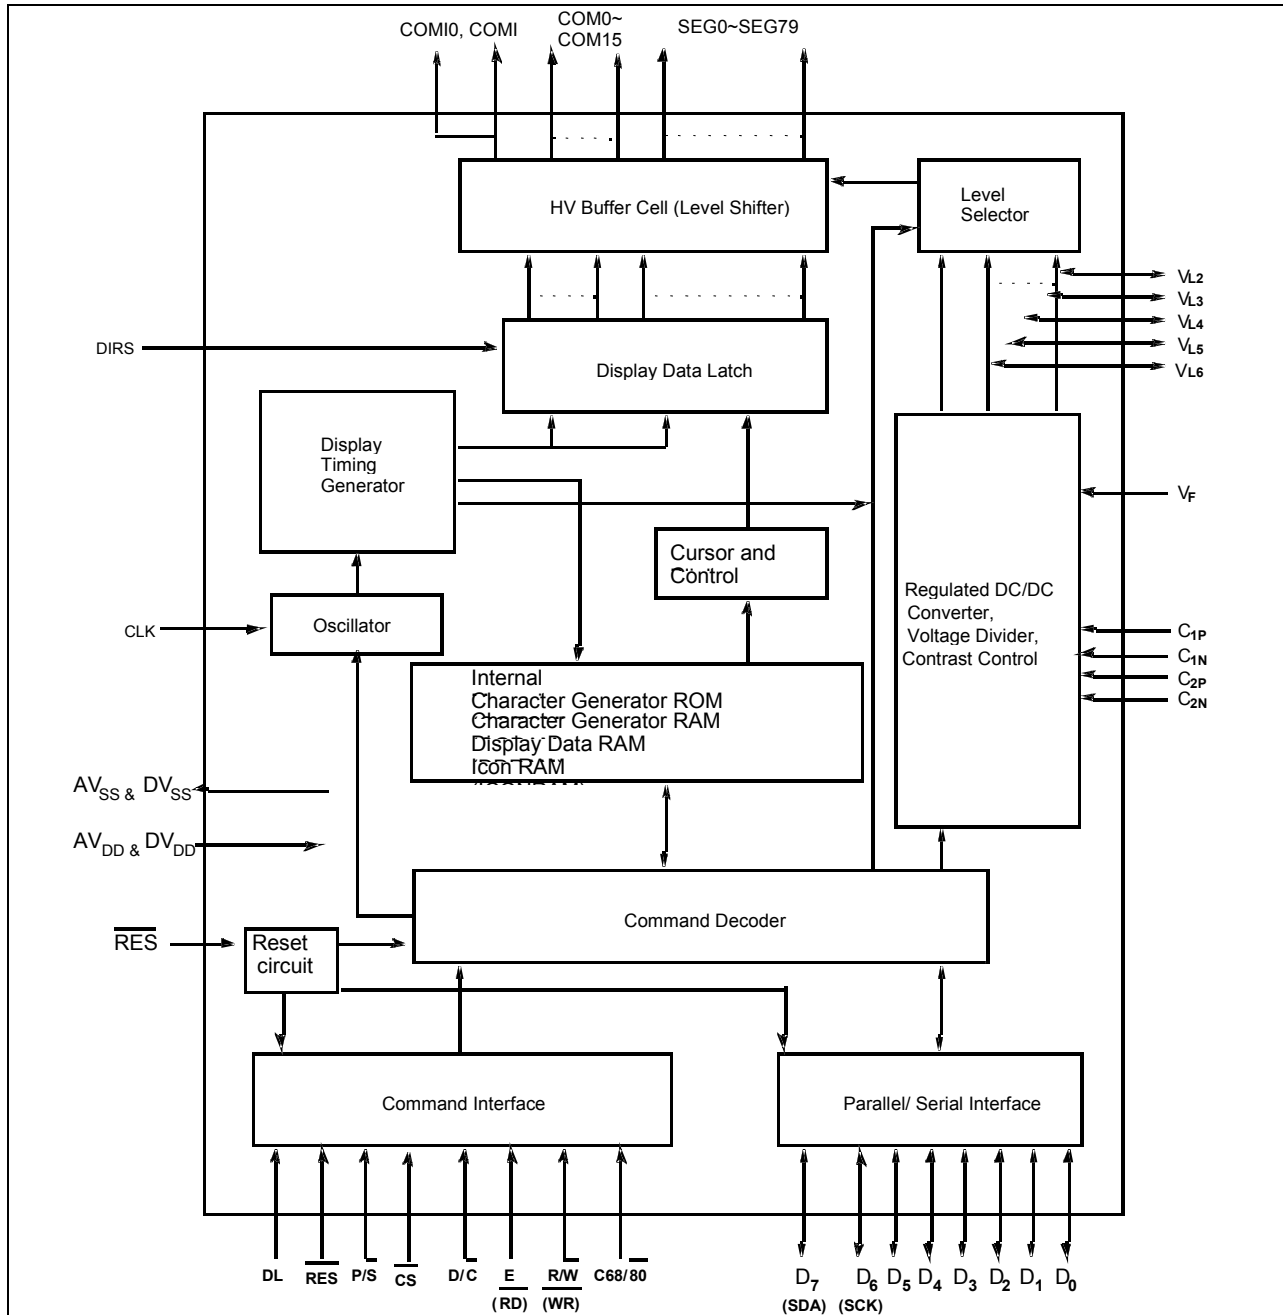 COMI0, COMI
COM0~
COM15
SEG0~SEG79
HV Buffer Cell (Level Shifter)
Level
Selector
VL2
VL3
VL4
VL5
VL6
DIRS
Display Data Latch
Display
Timing
Generator
VF
Cursor and
Control
Regulated DC/DC
Converter,
Voltage Divider,
Contrast Control
CLK
Oscillator
C1P
C1N
C2P
C2N
Internal
Character Generator ROM
Character Generator RAM
Display Data RAM
Icon RAM
AVSS & DVSS
AVDD & DVDD
Command Decoder
RES
Reset
circuit
Command Interface
Parallel/ Serial Interface
DL RES P/S CS D/C E R/W C68/80
(RD) (WR)
D7 D6 D5 D4 D3 D2 D1 D0
(SDA) (SCK)